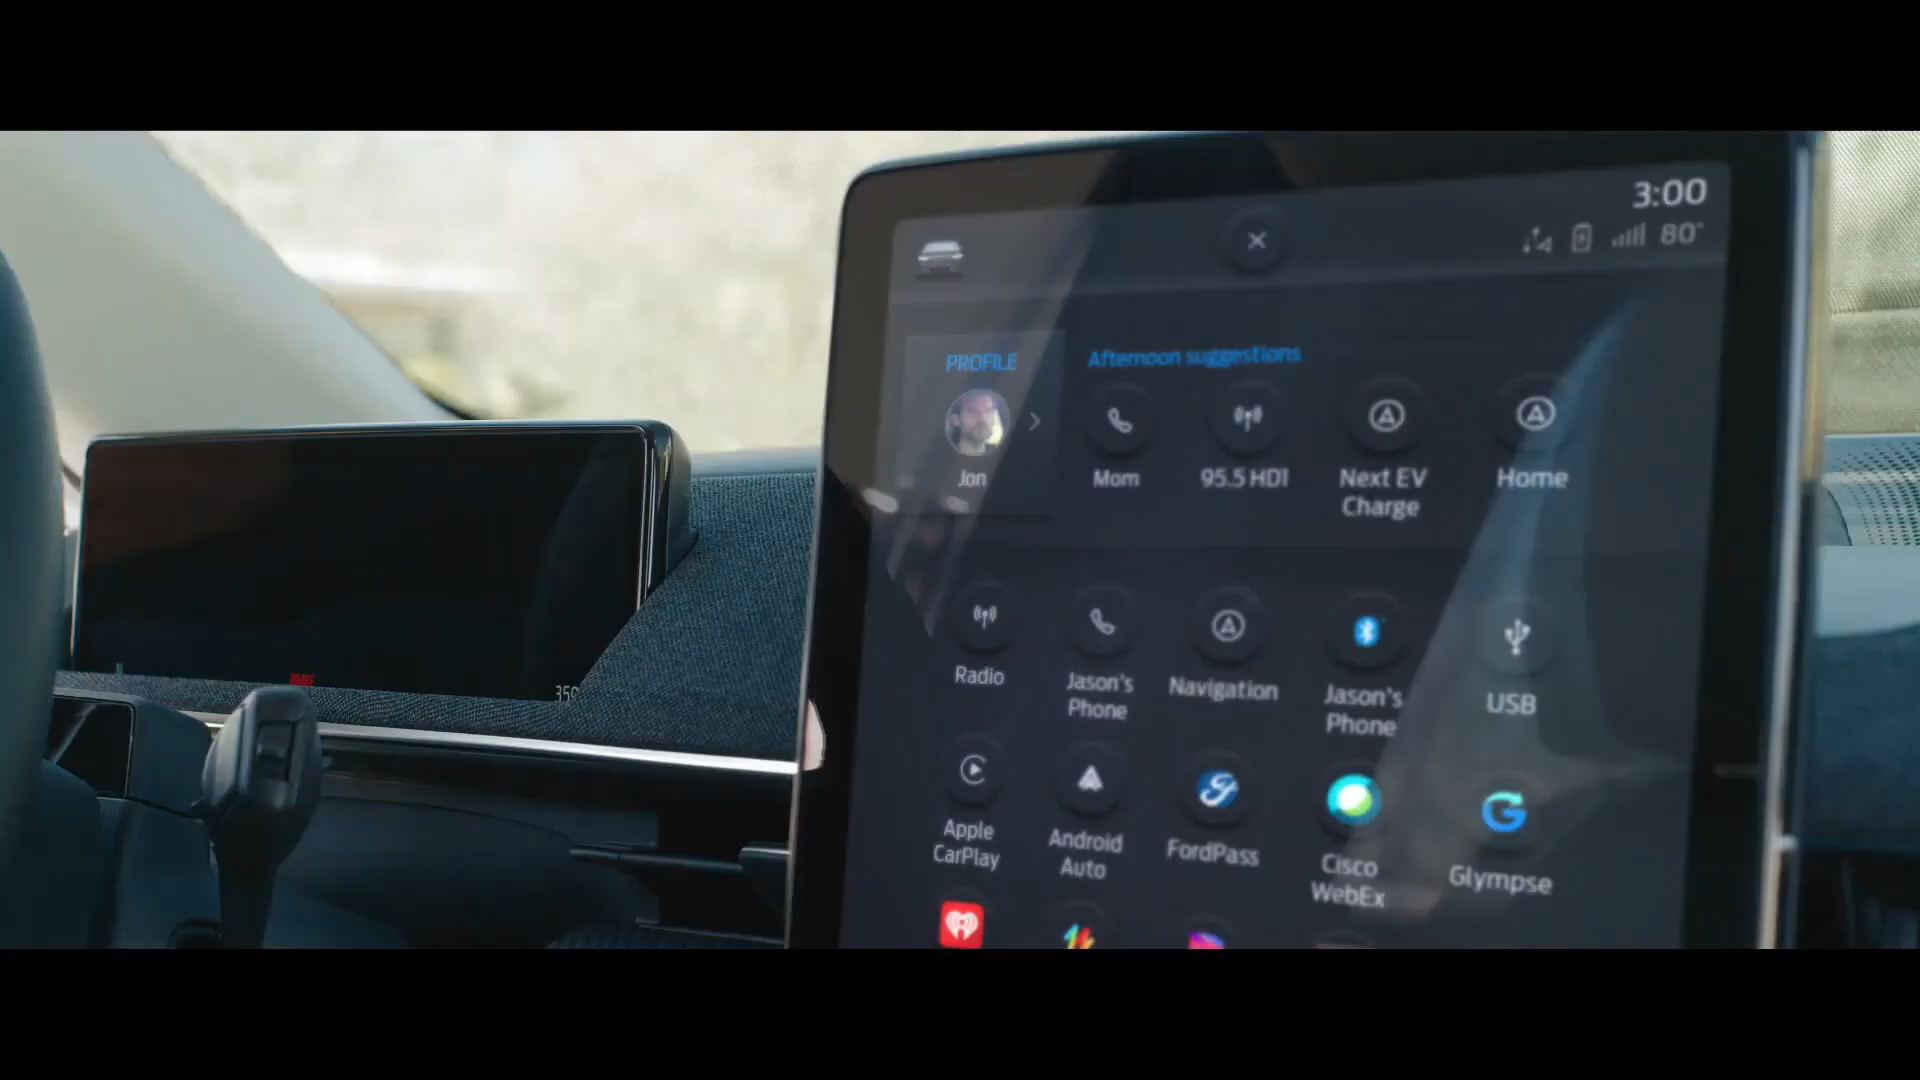 3:00
80°
PROFILE
Afternoon suggestions
Jon
Mom
95.5 HD1
Next EV
Charge
Home
Radio
Jason's
Phone
Navigation
Jason's
Phone
USB
Apple
CarPlay
Android
Auto
FordPass
Cisco
WebEx
Glympse
N
359